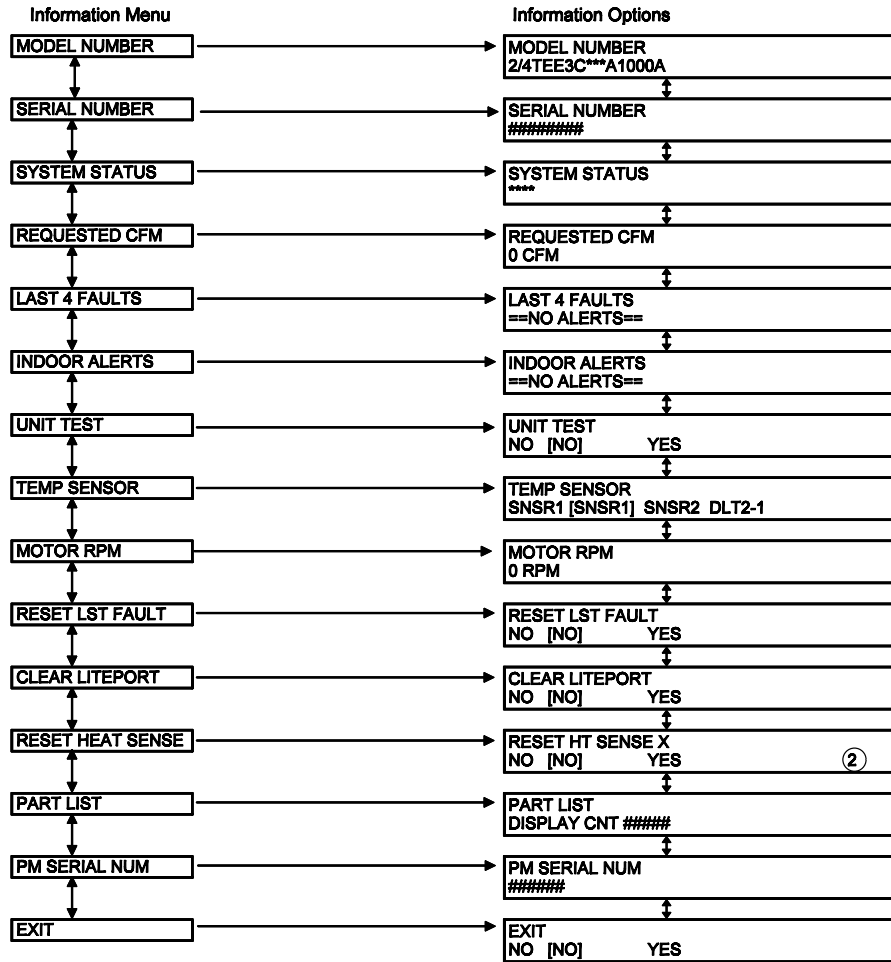 Information Menu
Information Options
MODEL NUMBER
MODEL NUMBER
2/4TEE3C***A1000A
SERIAL NUMBER
SERIAL NUMBER
########
SYSTEM STATUS
SYSTEM STATUS
****
REQUESTED CFM
REQUESTED CFM
0 CFM
LAST 4 FAULTS
LAST 4 FAULTS
==NO ALERTS==
INDOOR ALERTS
INDOOR ALERTS
==NO ALERTS==
UNIT TEST
UNIT TEST
NO [NO] YES
TEMP SENSOR
TEMP SENSOR
SNSR1 [SNSR1] SNSR2 DLT2-1
MOTOR RPM
MOTOR RPM
0 RPM
RESET LST FAULT
RESET LST FAULT
NO [NO] YES
CLEAR LITEPORT
CLEAR LITEPORT
NO [NO] YES
RESET HEAT SENSE
RESET HT SENSE X
NO [NO] YES 2
PART LIST
PART LIST
DISPLAY CNT #####
PM SERIAL NUM
PM SERIAL NUM
######
EXIT
EXIT
NO [NO] YES